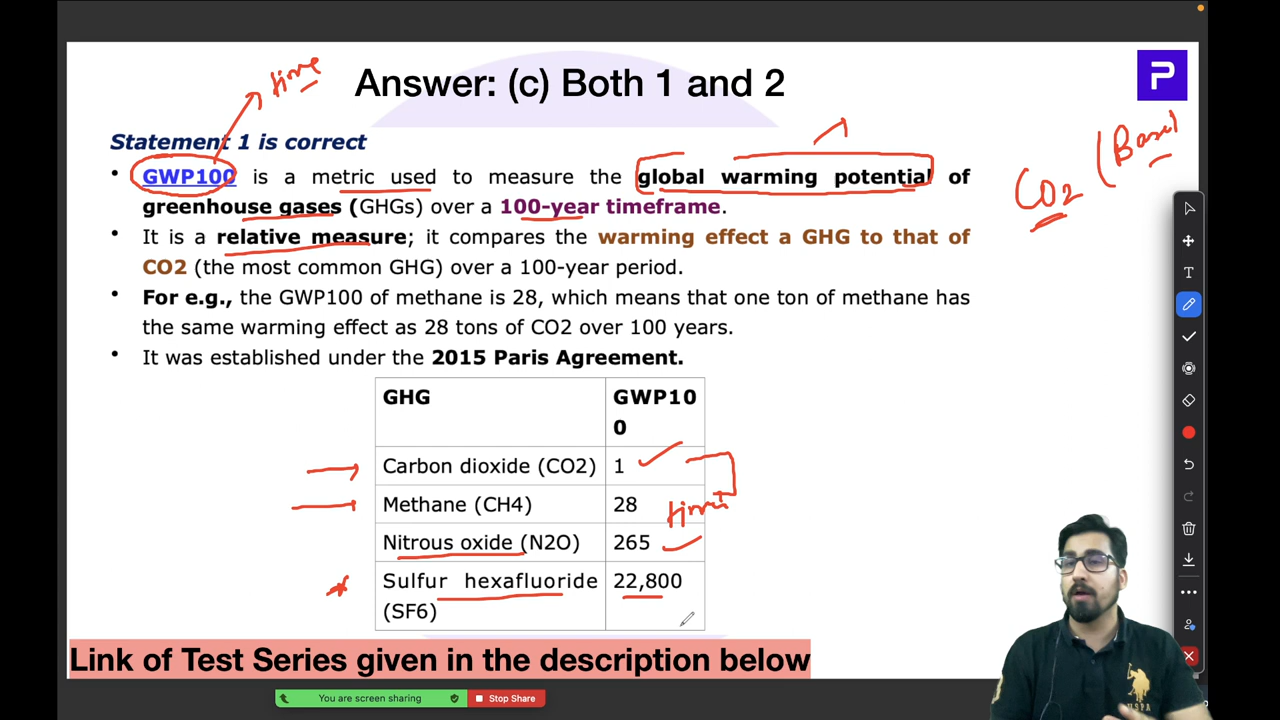 time
Answer: (c) Both 1 and 2
P
Statement 1 is correct
• GWP100 is a metric used to measure the global warming potential of
greenhouse gases (GHGs) over a 100-year timeframe.
CO2 (Base)
• It is a relative measure; it compares the warming effect a GHG to that of
CO2 (the most common GHG) over a 100-year period.
• For e.g., the GWP100 of methane is 28, which means that one ton of methane has
the same warming effect as 28 tons of CO2 over 100 years.
• It was established under the 2015 Paris Agreement.
GHG GWP10
0
Carbon dioxide (CO2) 1
Methane (CH4) 28 times
Nitrous oxide (N2O) 265
Sulfur hexafluoride 22,800
(SF6)
Link of Test Series given in the description below
You are screen sharing Stop Share
T